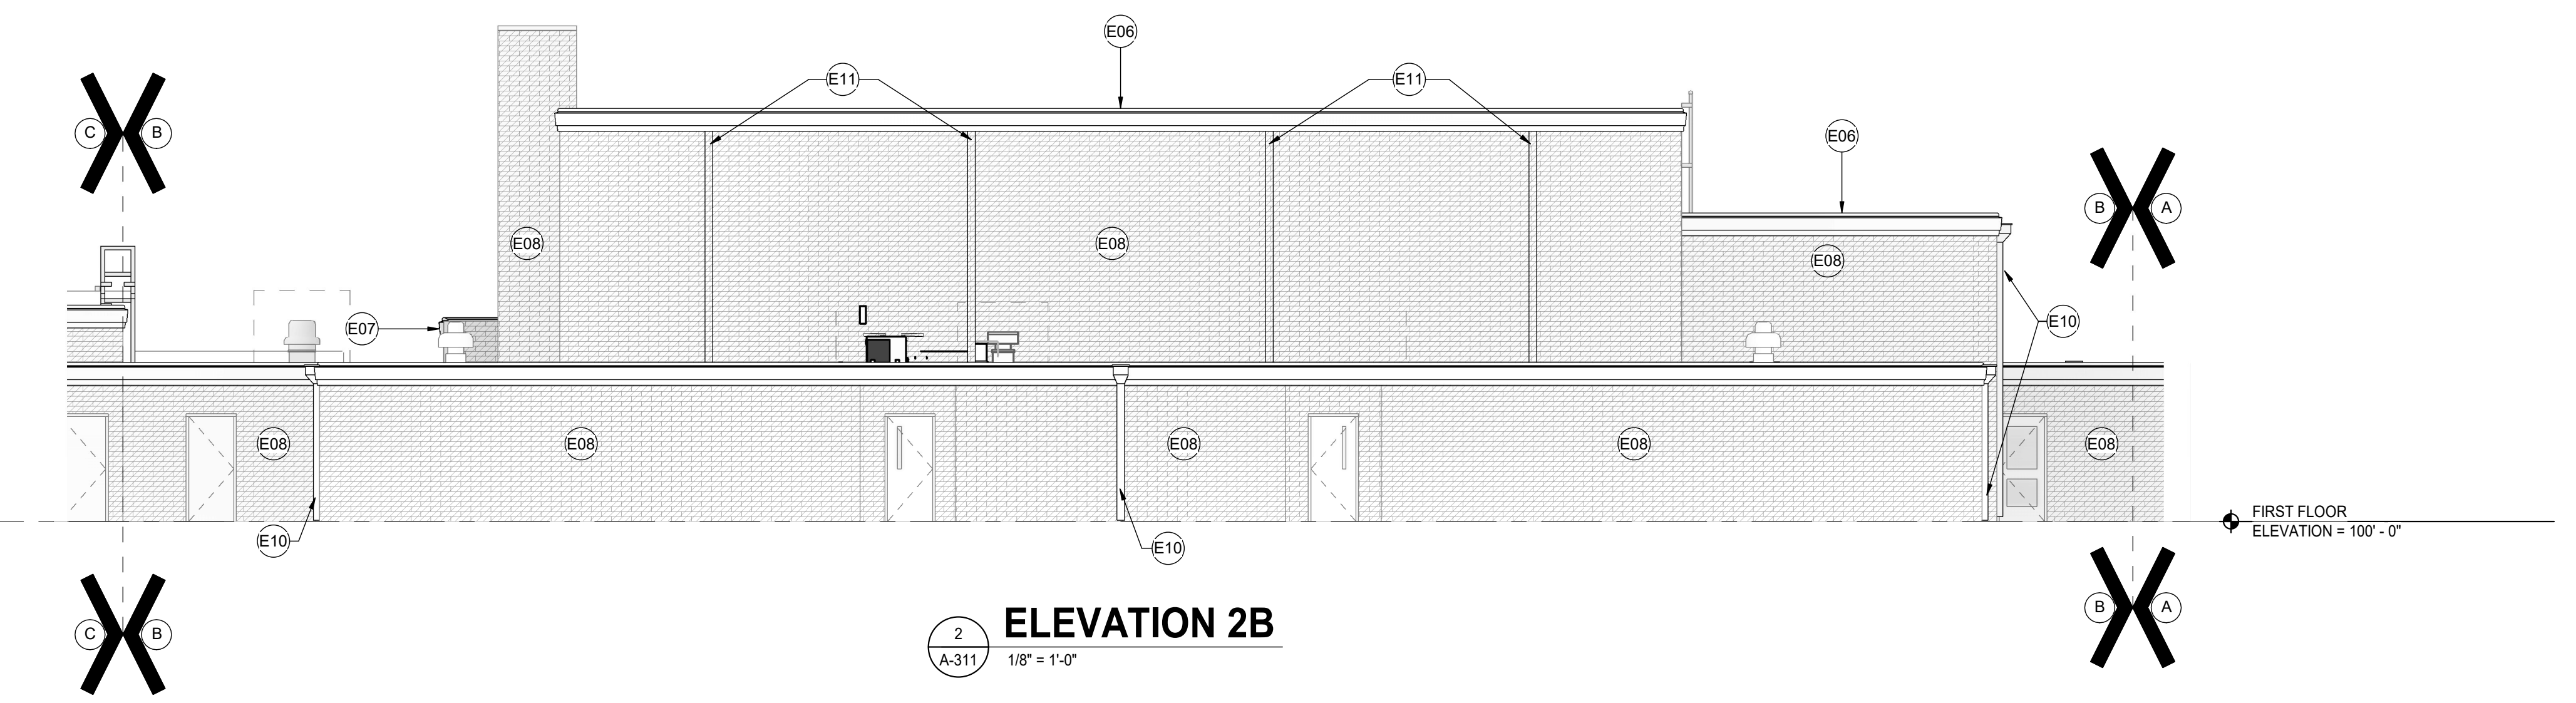 E06
E11
E11
C
B
E06
B
A
E08
E08
E08
E07
E10
E08
E08
E08
E08
E08
E10
E10
FIRST FLOOR
ELEVATION = 100' - 0"
C
B
2
A-311
ELEVATION 2B
1/8" = 1'-0"
B
A